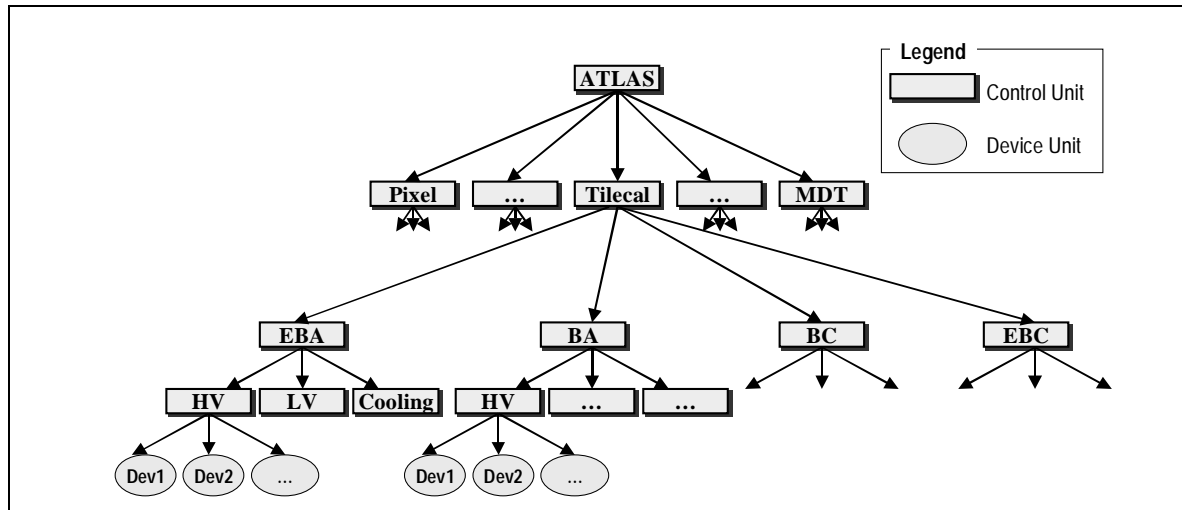 Legend
ATLAS
Control Unit
Device Unit
Pixel ... Tilecal ... MDT
EBA BA BC EBC
HV LV Cooling HV ... ...
Dev1 Dev2 ... Dev1 Dev2 ...